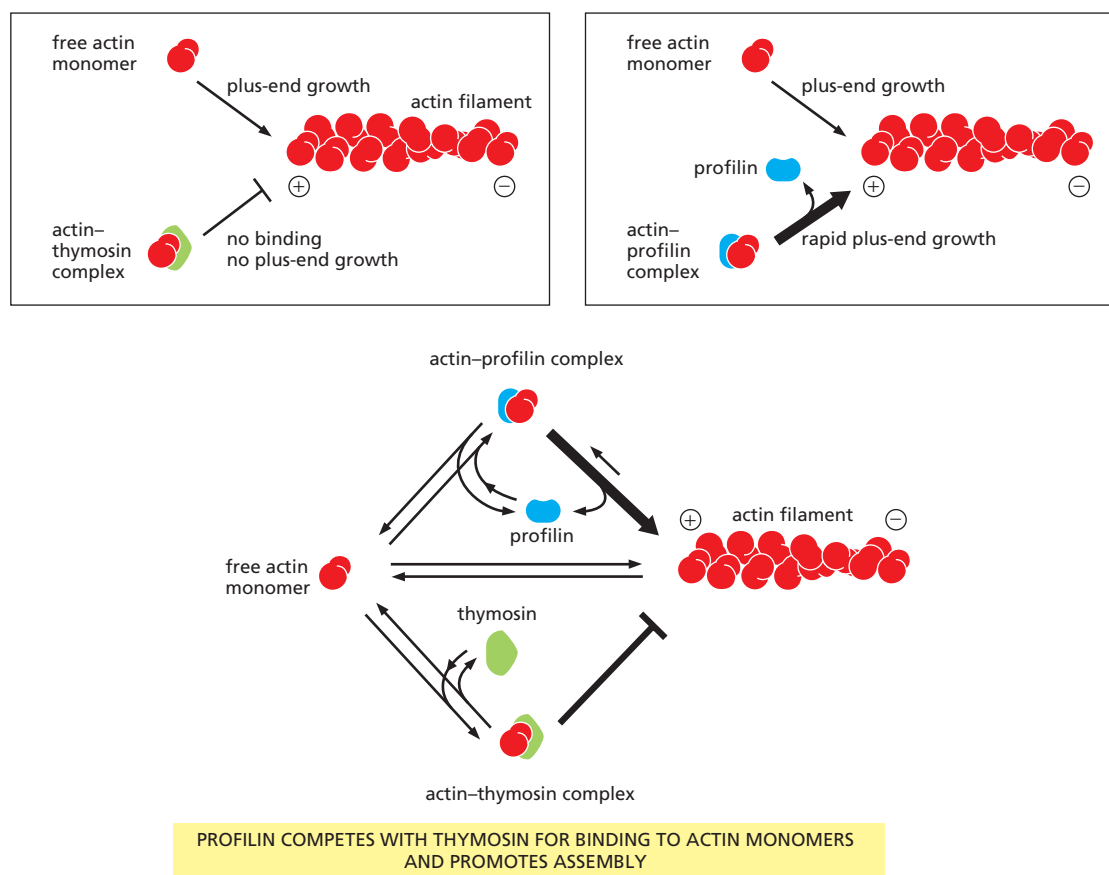 free actin
monomer
plus-end growth
actin filament
+
−
actin–
thymosin
complex
no binding
no plus-end growth
free actin
monomer
plus-end growth
profilin
+
−
actin–
profilin
complex
rapid plus-end growth
actin–profilin complex
profilin
+
actin filament
−
free actin
monomer
thymosin
actin–thymosin complex
PROFILIN COMPETES WITH THYMOSIN FOR BINDING TO ACTIN MONOMERS
AND PROMOTES ASSEMBLY